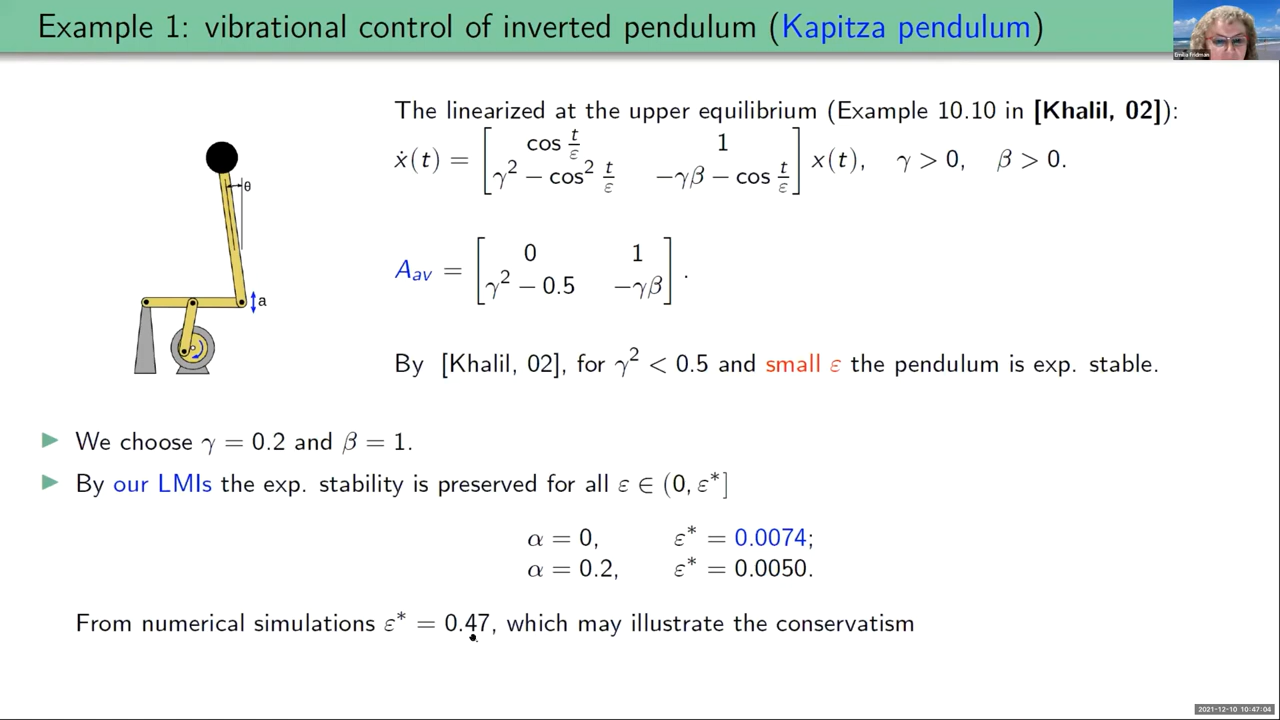 Example 1: vibrational control of inverted pendulum (Kapitza pendulum)
Emilia Fridman
The linearized at the upper equilibrium (Example 10.10 in [Khalil, 02]):
ẋ(t) = [ cos t/ε 1 ; γ² − cos² t/ε −γβ − cos t/ε ] x(t), γ > 0, β > 0.
θ
A_av = [ 0 1 ; γ² − 0.5 −γβ ] .
a
By [Khalil, 02], for γ² < 0.5 and small ε the pendulum is exp. stable.
We choose γ = 0.2 and β = 1.
By our LMIs the exp. stability is preserved for all ε ∈ (0, ε*]
α = 0, ε* = 0.0074;
α = 0.2, ε* = 0.0050.
From numerical simulations ε* = 0.47, which may illustrate the conservatism
2021-12-10 10:47:04